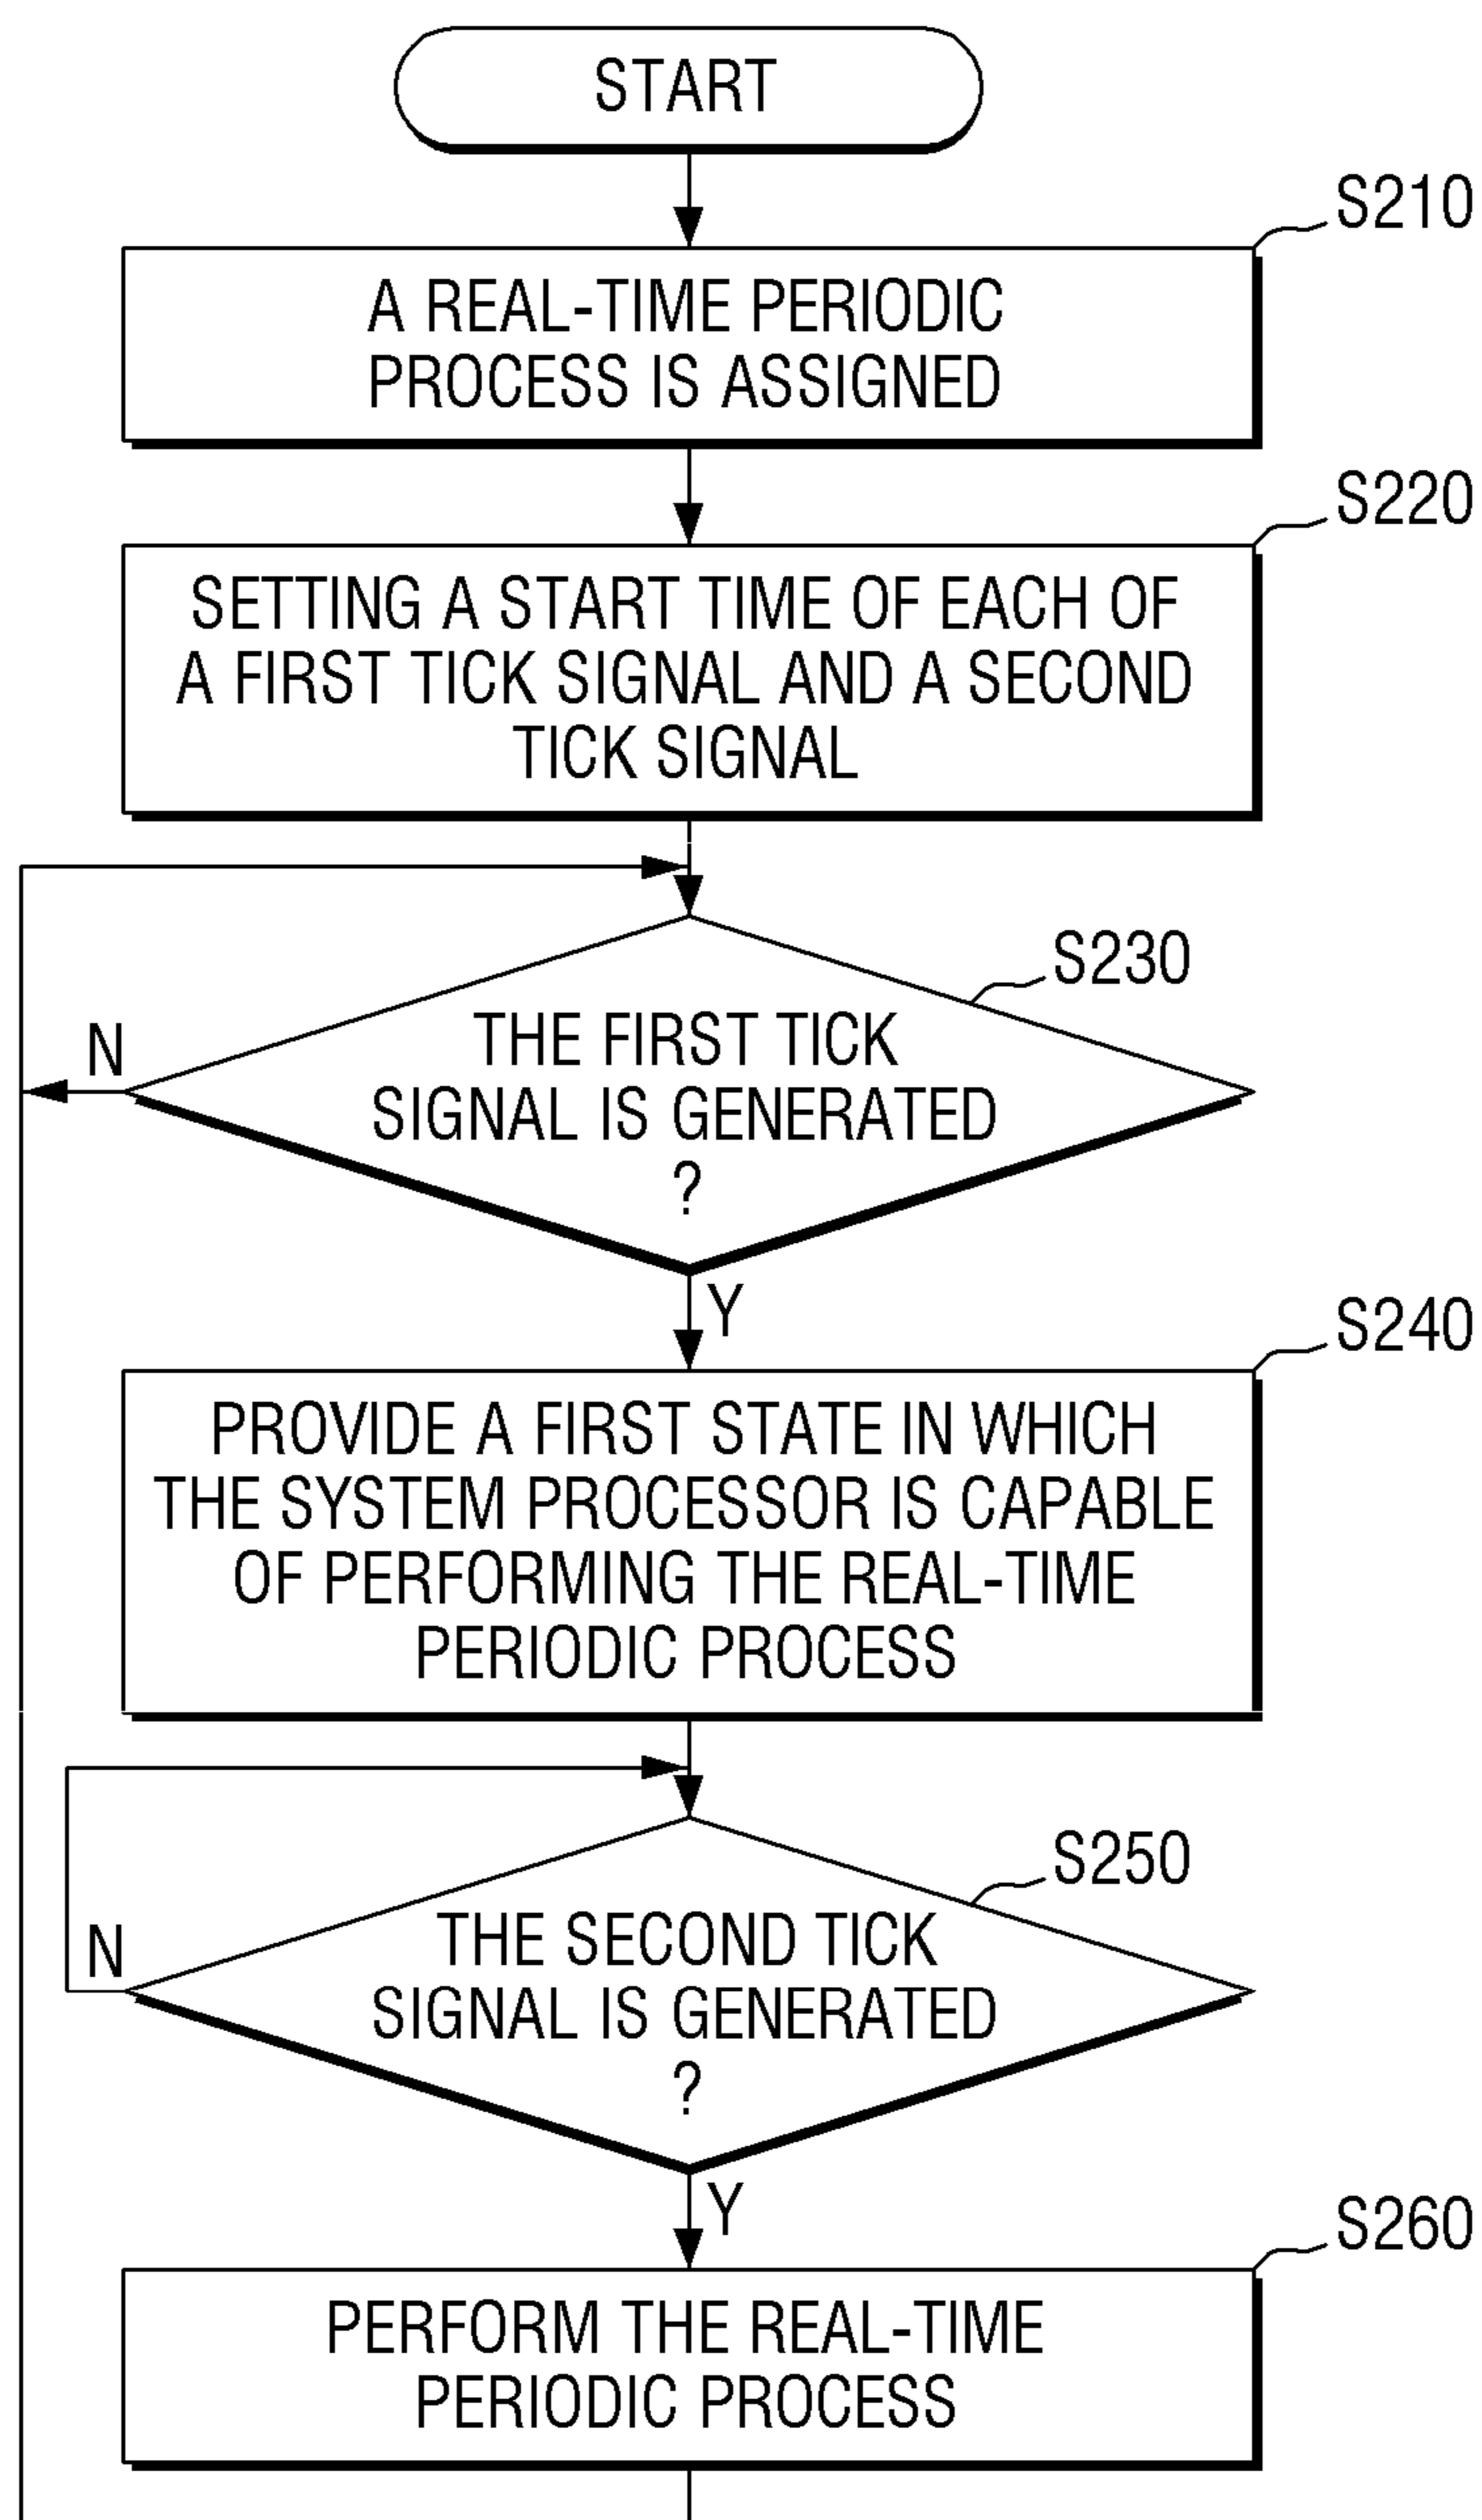 START
S210
A REAL-TIME PERIODIC
PROCESS IS ASSIGNED
S220
SETTING A START TIME OF EACH OF
A FIRST TICK SIGNAL AND A SECOND
TICK SIGNAL
S230
THE FIRST TICK
SIGNAL IS GENERATED
?
N
Y
S240
PROVIDE A FIRST STATE IN WHICH
THE SYSTEM PROCESSOR IS CAPABLE
OF PERFORMING THE REAL-TIME
PERIODIC PROCESS
S250
THE SECOND TICK
SIGNAL IS GENERATED
?
N
Y
S260
PERFORM THE REAL-TIME
PERIODIC PROCESS